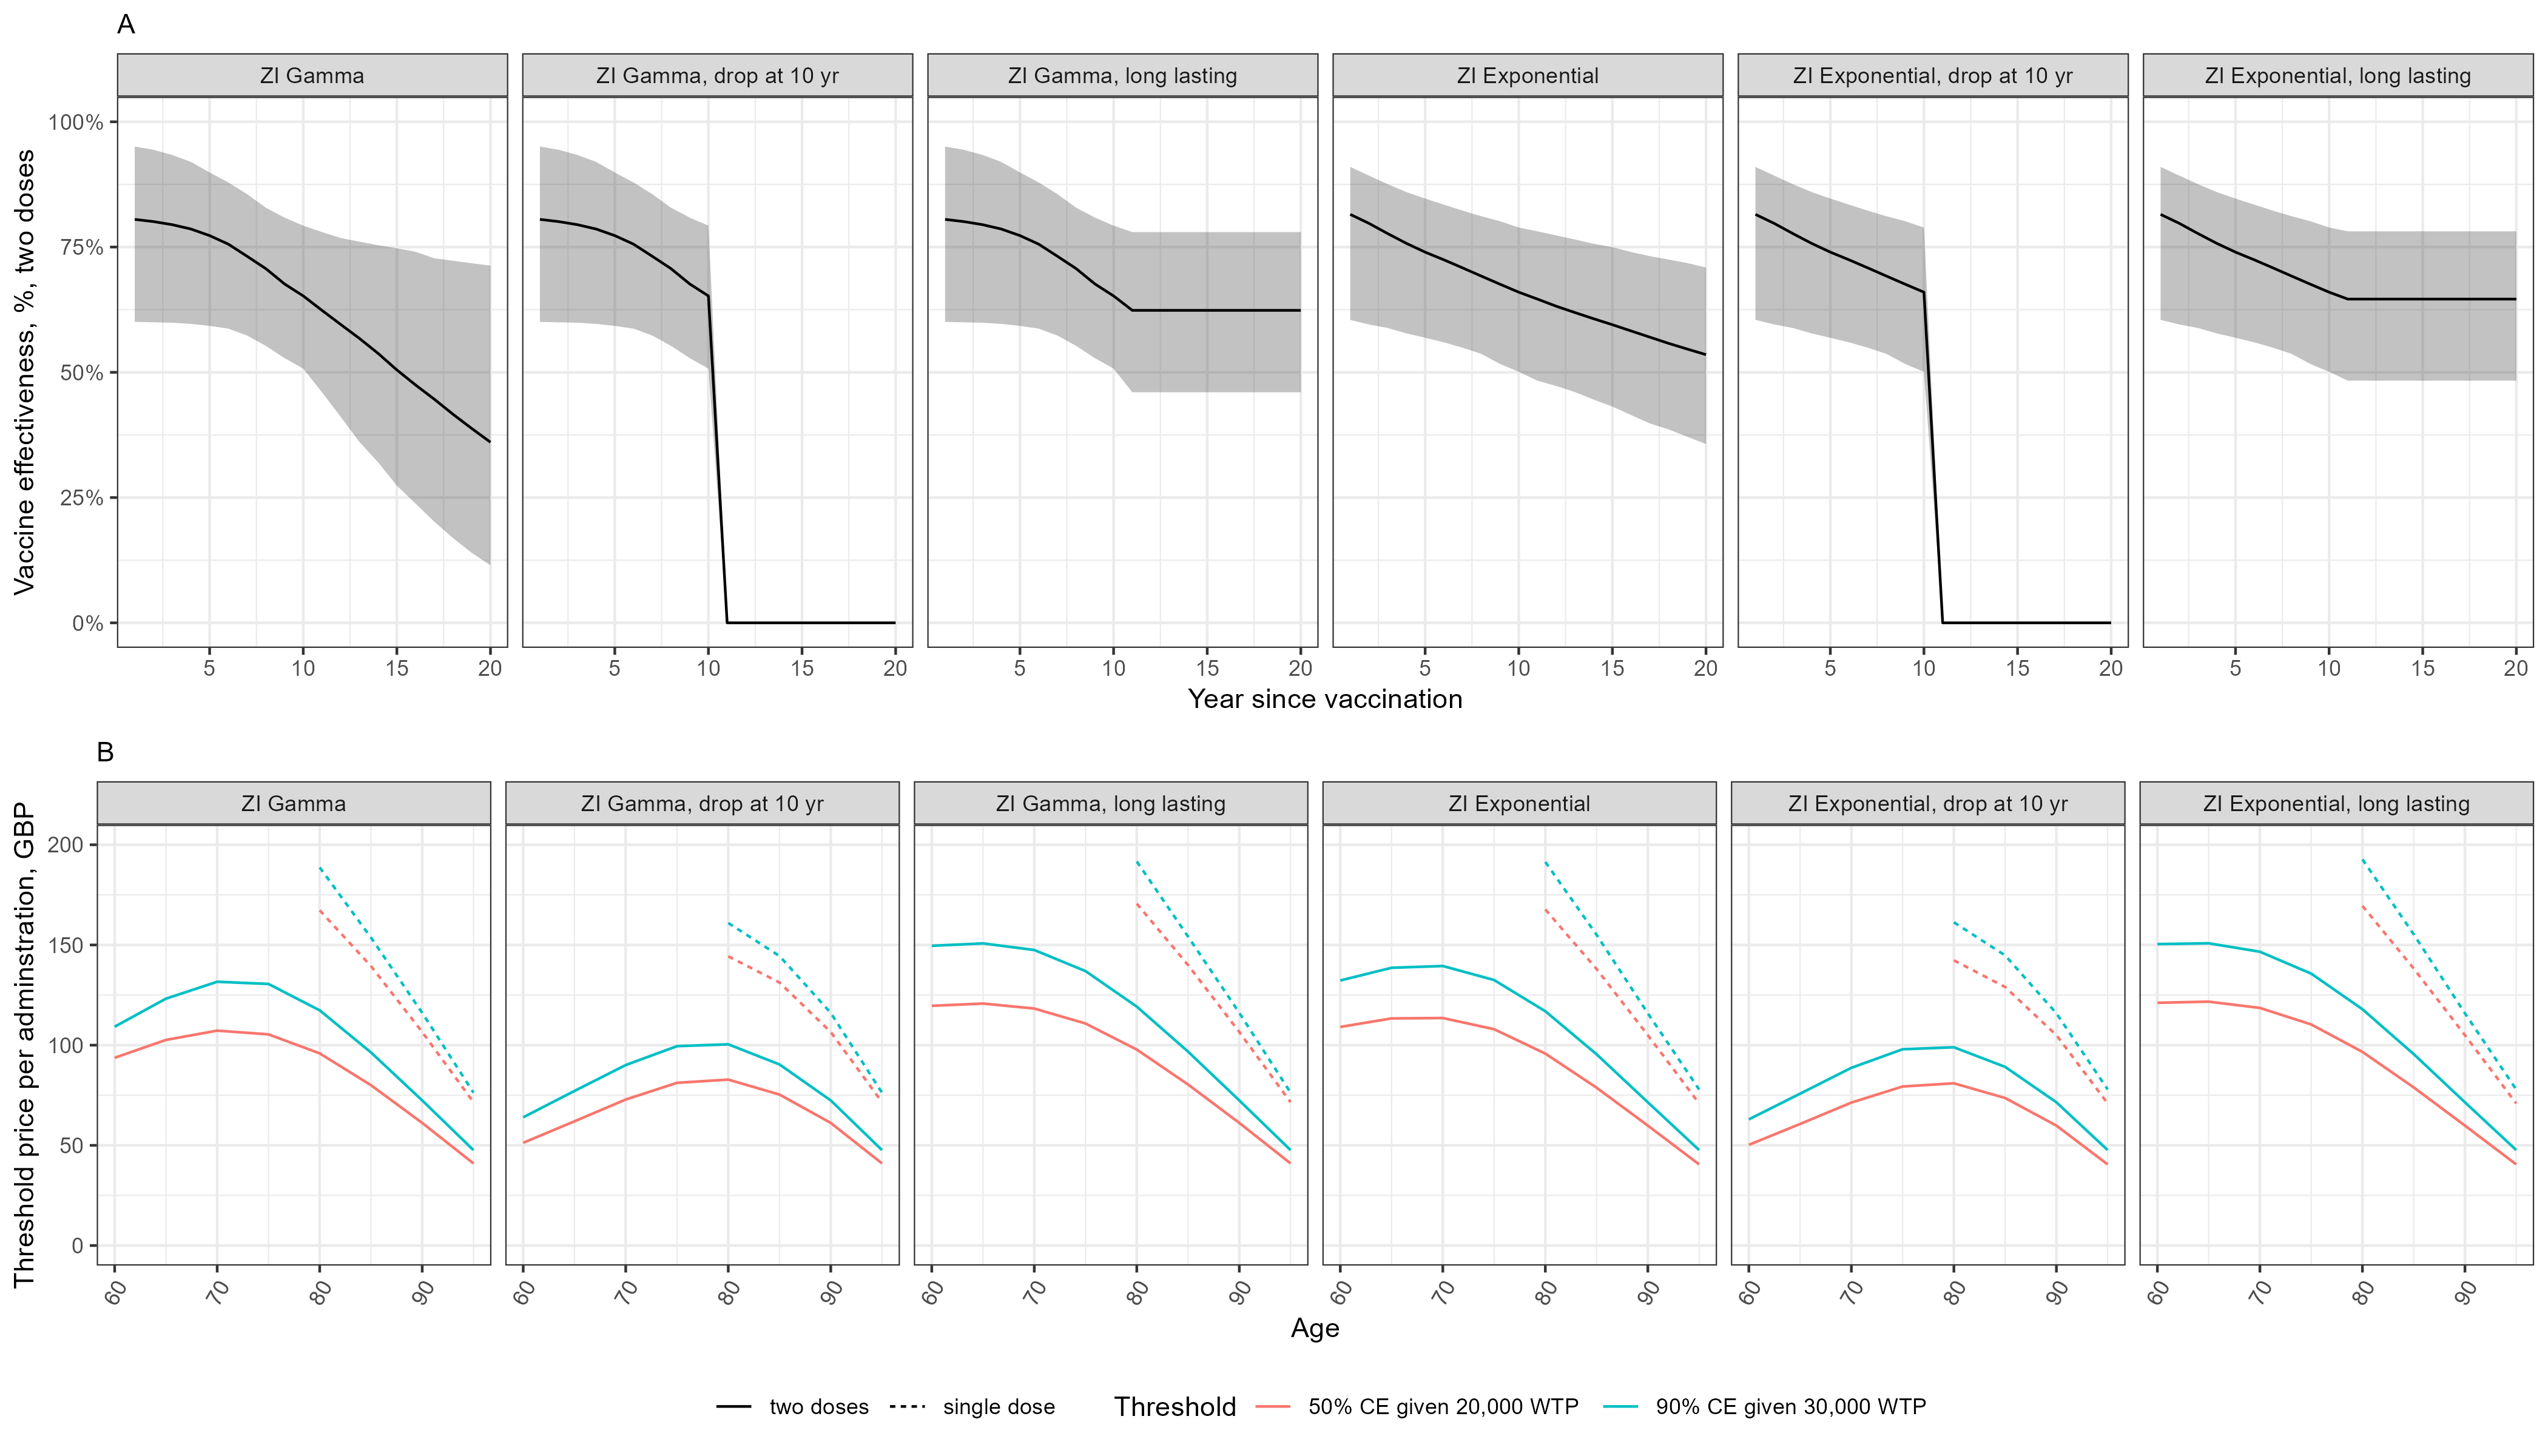 A
ZI Gamma
ZI Gamma, drop at 10 yr
ZI Gamma, long lasting
ZI Exponential
ZI Exponential, drop at 10 yr
ZI Exponential, long lasting
Vaccine effectiveness, %, two doses
100%
75%
50%
25%
0%
5 10 15 20
5 10 15 20
5 10 15 20
5 10 15 20
5 10 15 20
5 10 15 20
Year since vaccination
B
ZI Gamma
ZI Gamma, drop at 10 yr
ZI Gamma, long lasting
ZI Exponential
ZI Exponential, drop at 10 yr
ZI Exponential, long lasting
Threshold price per adminstration, GBP
200
150
100
50
0
60 70 80 90
60 70 80 90
60 70 80 90
60 70 80 90
60 70 80 90
60 70 80 90
Age
two doses single dose Threshold 50% CE given 20,000 WTP 90% CE given 30,000 WTP